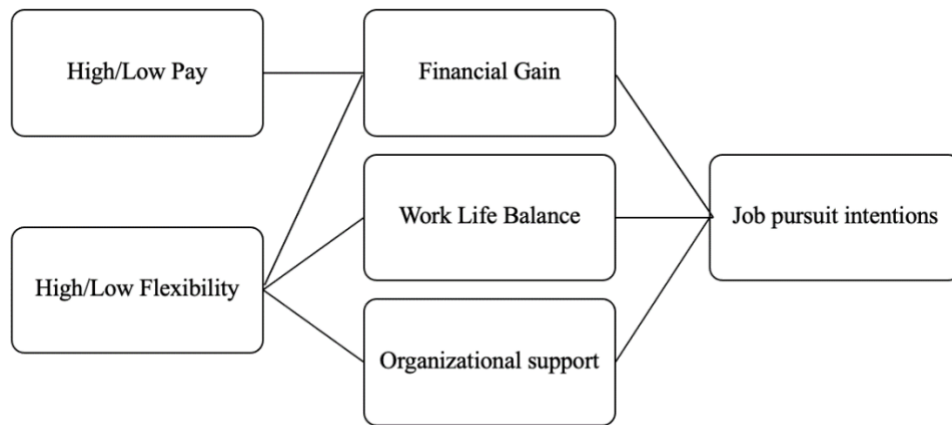 High/Low Pay
Financial Gain
Work Life Balance
Job pursuit intentions
High/Low Flexibility
Organizational support